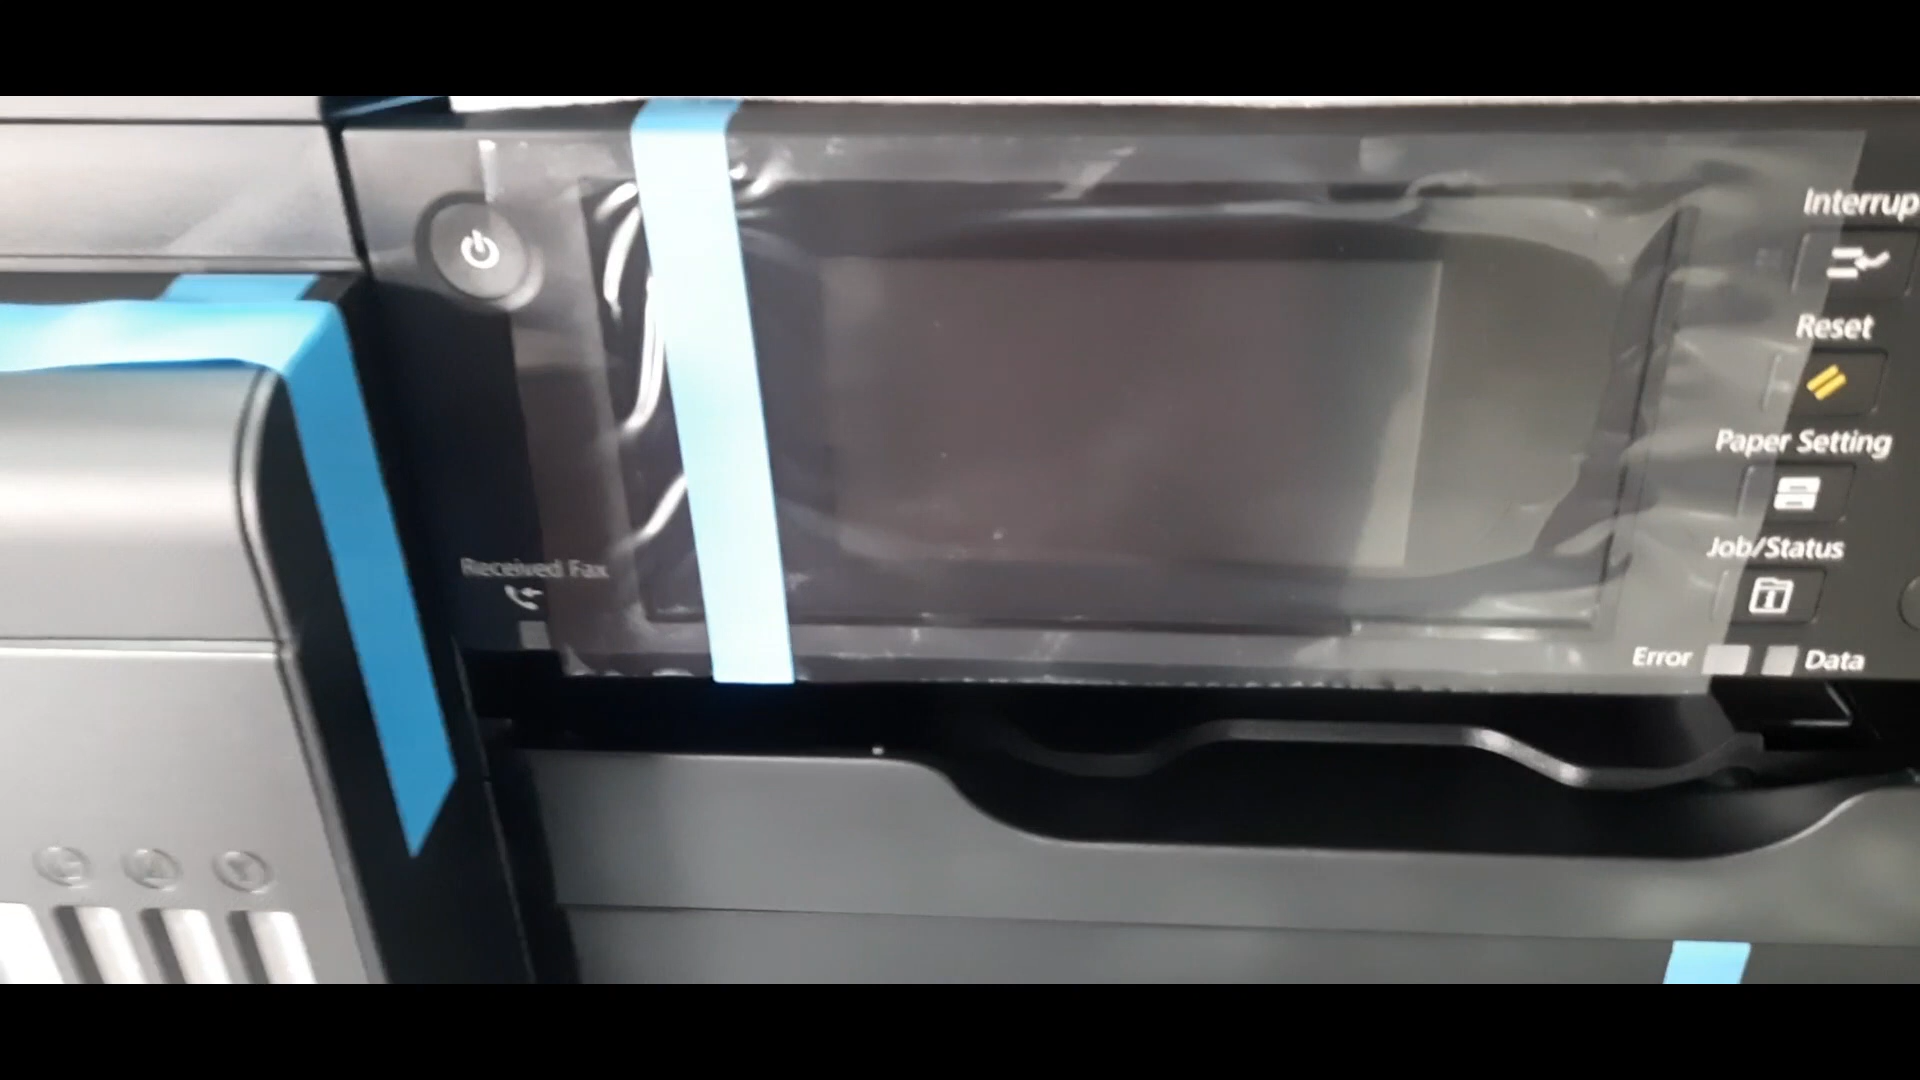 Interrup
Reset
Paper Setting
Received Fax
Job/Status
Error
Data